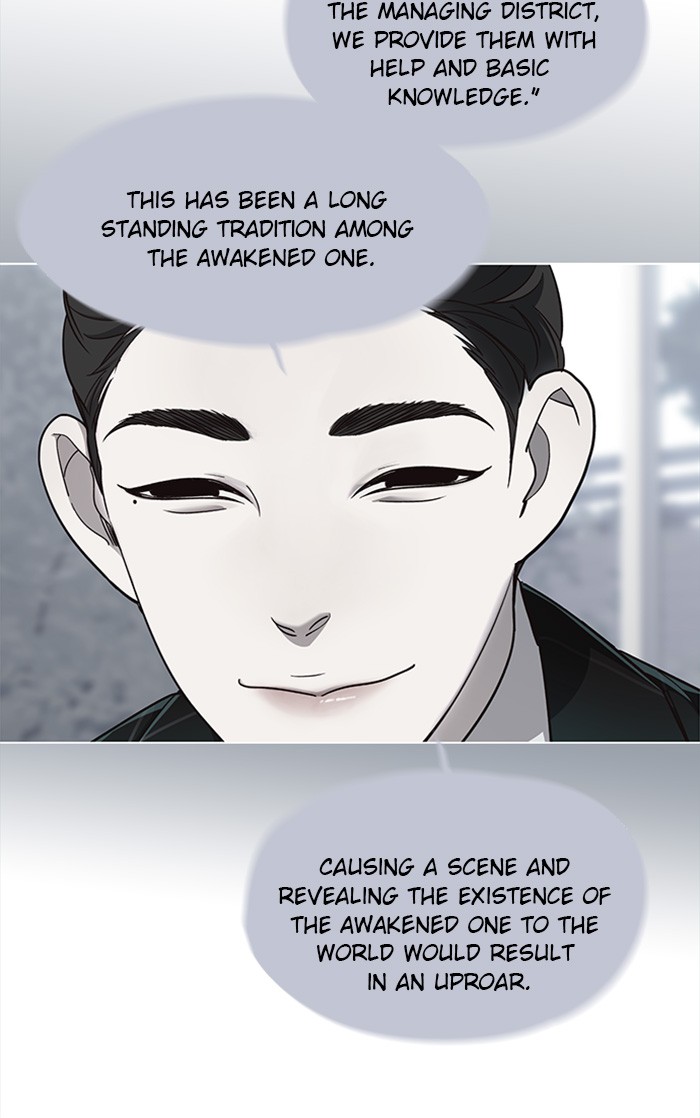 THE MANAGING DISTRICT,
WE PROVIDE THEM WITH
HELP AND BASIC
KNOWLEDGE."
THIS HAS BEEN A LONG
STANDING TRADITION AMONG
THE AWAKENED ONE.
CAUSING A SCENE AND
REVEALING THE EXISTENCE OF
THE AWAKENED ONE TO THE
WORLD WOULD RESULT
IN AN UPROAR.